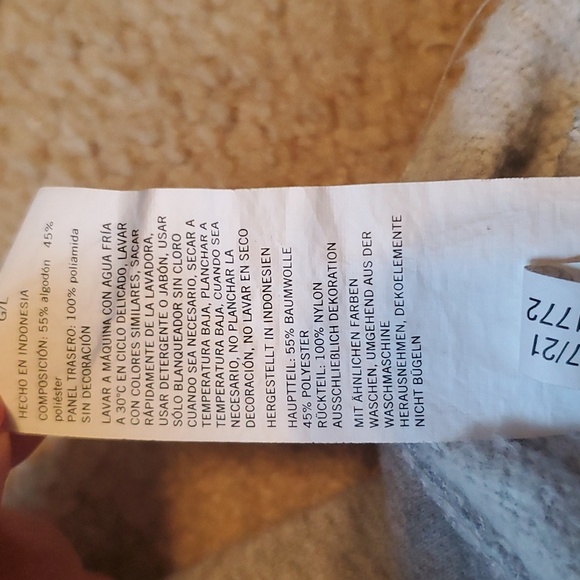 G/L
HECHO EN INDONESIA
COMPOSICIÓN: 55% algodón 45%
poliéster
PANEL TRASERO: 100% poliamida
SIN DECORACIÓN
LAVAR A MÁQUINA CON AGUA FRÍA
A 30°C EN CICLO DELICADO, LAVAR
CON COLORES SIMILARES, SACAR
RÁPIDAMENTE DE LA LAVADORA,
USAR DETERGENTE O JABÓN, USAR
SÓLO BLANQUEADOR SIN CLORO
CUANDO SEA NECESARIO, SECAR A
TEMPERATURA BAJA, PLANCHAR A
TEMPERATURA BAJA, CUANDO SEA
NECESARIO, NO PLANCHAR LA
DECORACIÓN, NO LAVAR EN SECO
HERGESTELLT IN INDONESIEN
HAUPTTEIL: 55% BAUMWOLLE
45% POLYESTER
RÜCKTEIL: 100% NYLON
AUSSCHLIEßLICH DEKORATION
MIT ÄHNLICHEN FARBEN
WASCHEN, UMGEHEND AUS DER
WASCHMASCHINE
HERAUSNEHMEN, DEKOELEMENTE
NICHT BÜGELN
7/21
1772